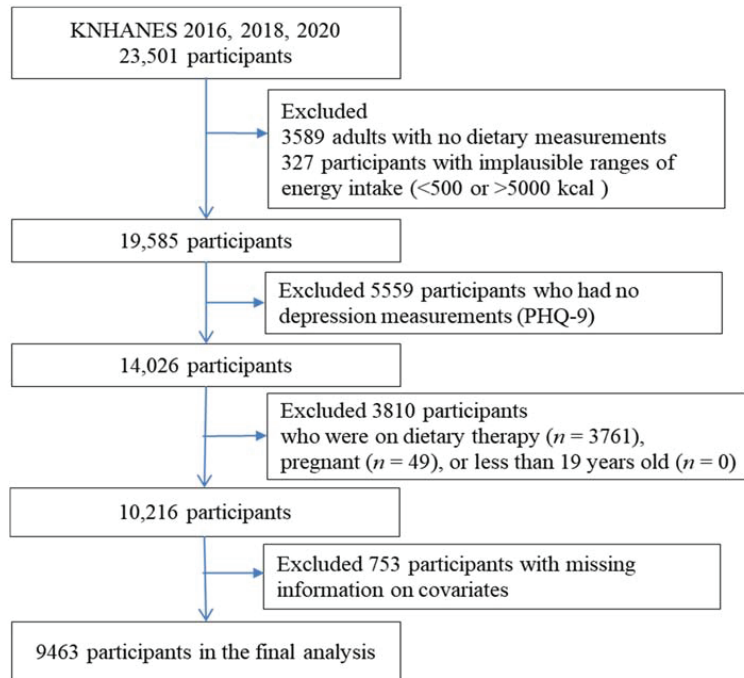 KNHANES 2016, 2018, 2020
23,501 participants
Excluded
3589 adults with no dietary measurements
327 participants with implausible ranges of
energy intake (<500 or >5000 kcal )
19,585 participants
Excluded 5559 participants who had no
depression measurements (PHQ-9)
14,026 participants
Excluded 3810 participants
who were on dietary therapy (n = 3761),
pregnant (n = 49), or less than 19 years old (n = 0)
10,216 participants
Excluded 753 participants with missing
information on covariates
9463 participants in the final analysis